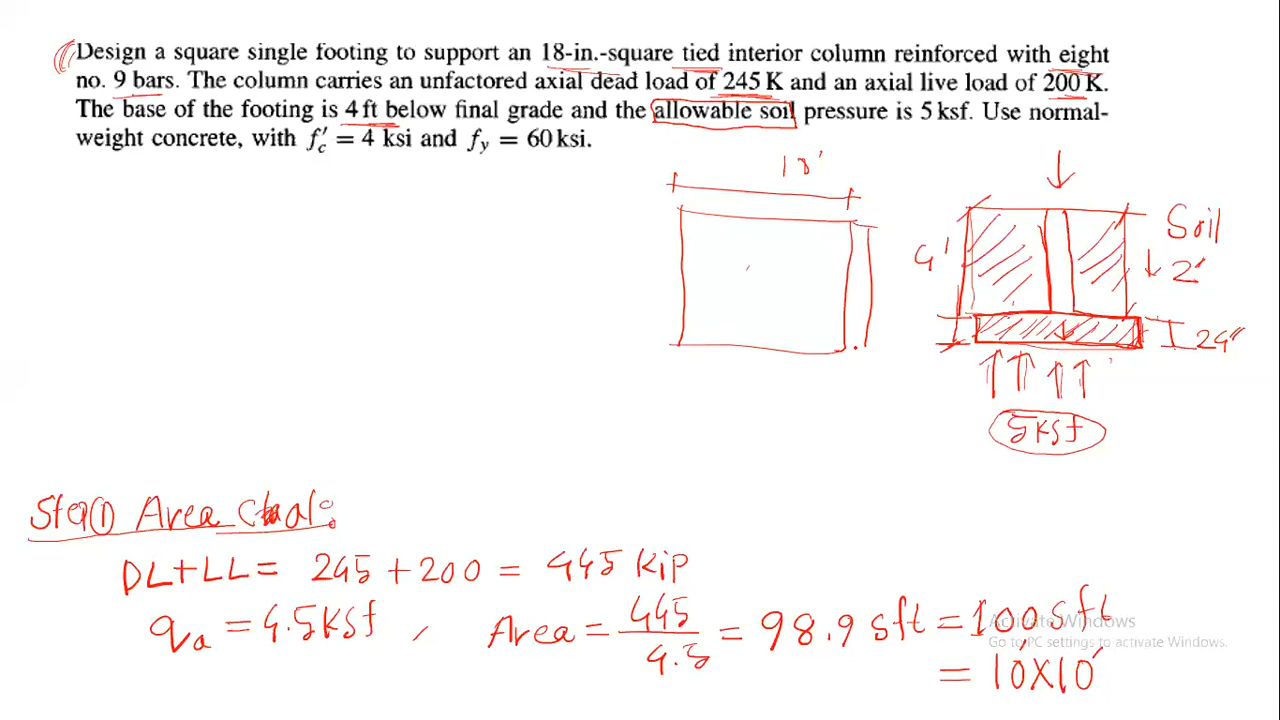 Design a square single footing to support an 18-in.-square tied interior column reinforced with eight
no. 9 bars. The column carries an unfactored axial dead load of 245 K and an axial live load of 200 K.
The base of the footing is 4 ft below final grade and the allowable soil pressure is 5 ksf. Use normal-
weight concrete, with f′c = 4 ksi and fy = 60 ksi.
10'
4'
Soil
2'
24"
5 ksf
Step ① Area
DL+LL = 245 + 200 = 445 Kip
qa = 4.5 ksf , Area = 445/4.5 = 98.9 sft = 100 sft
= 10'X10'
Activate Windows
Go to PC settings to activate Windows.